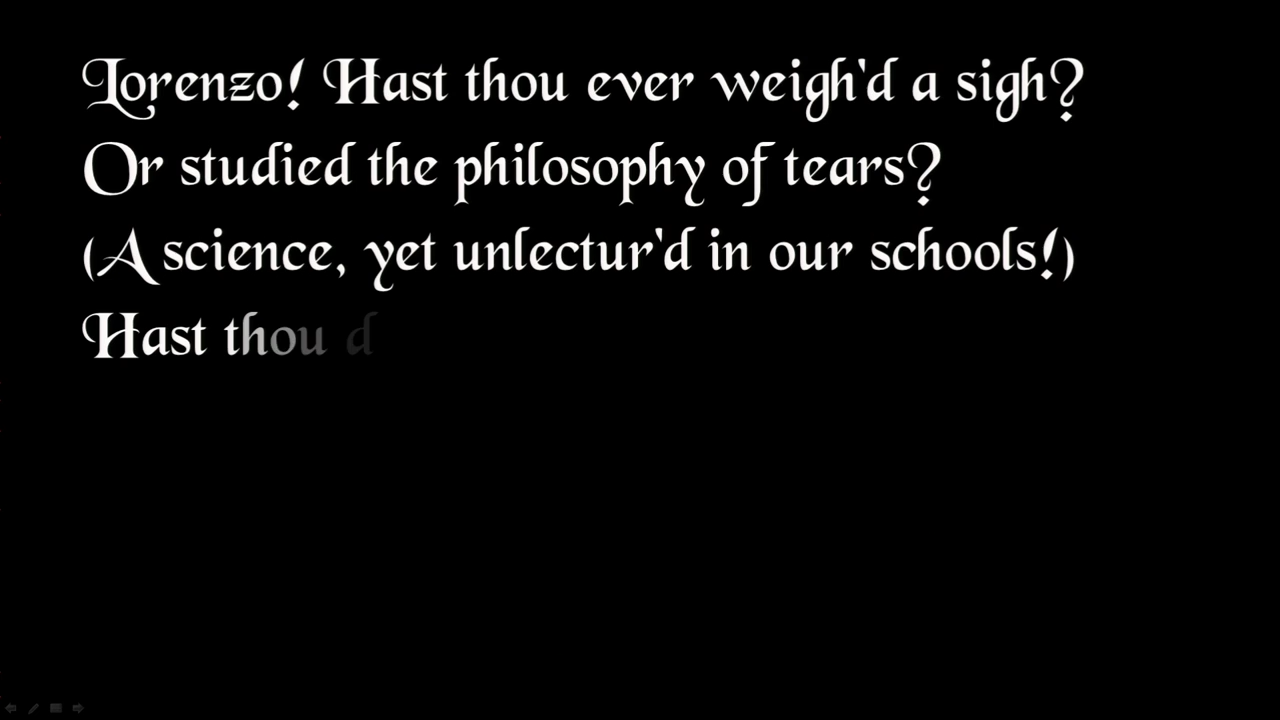 Lorenzo! Hast thou ever weigh'd a sigh?
Or studied the philosophy of tears?
(A science, yet unlectur'd in our schools!)
Hast thou d